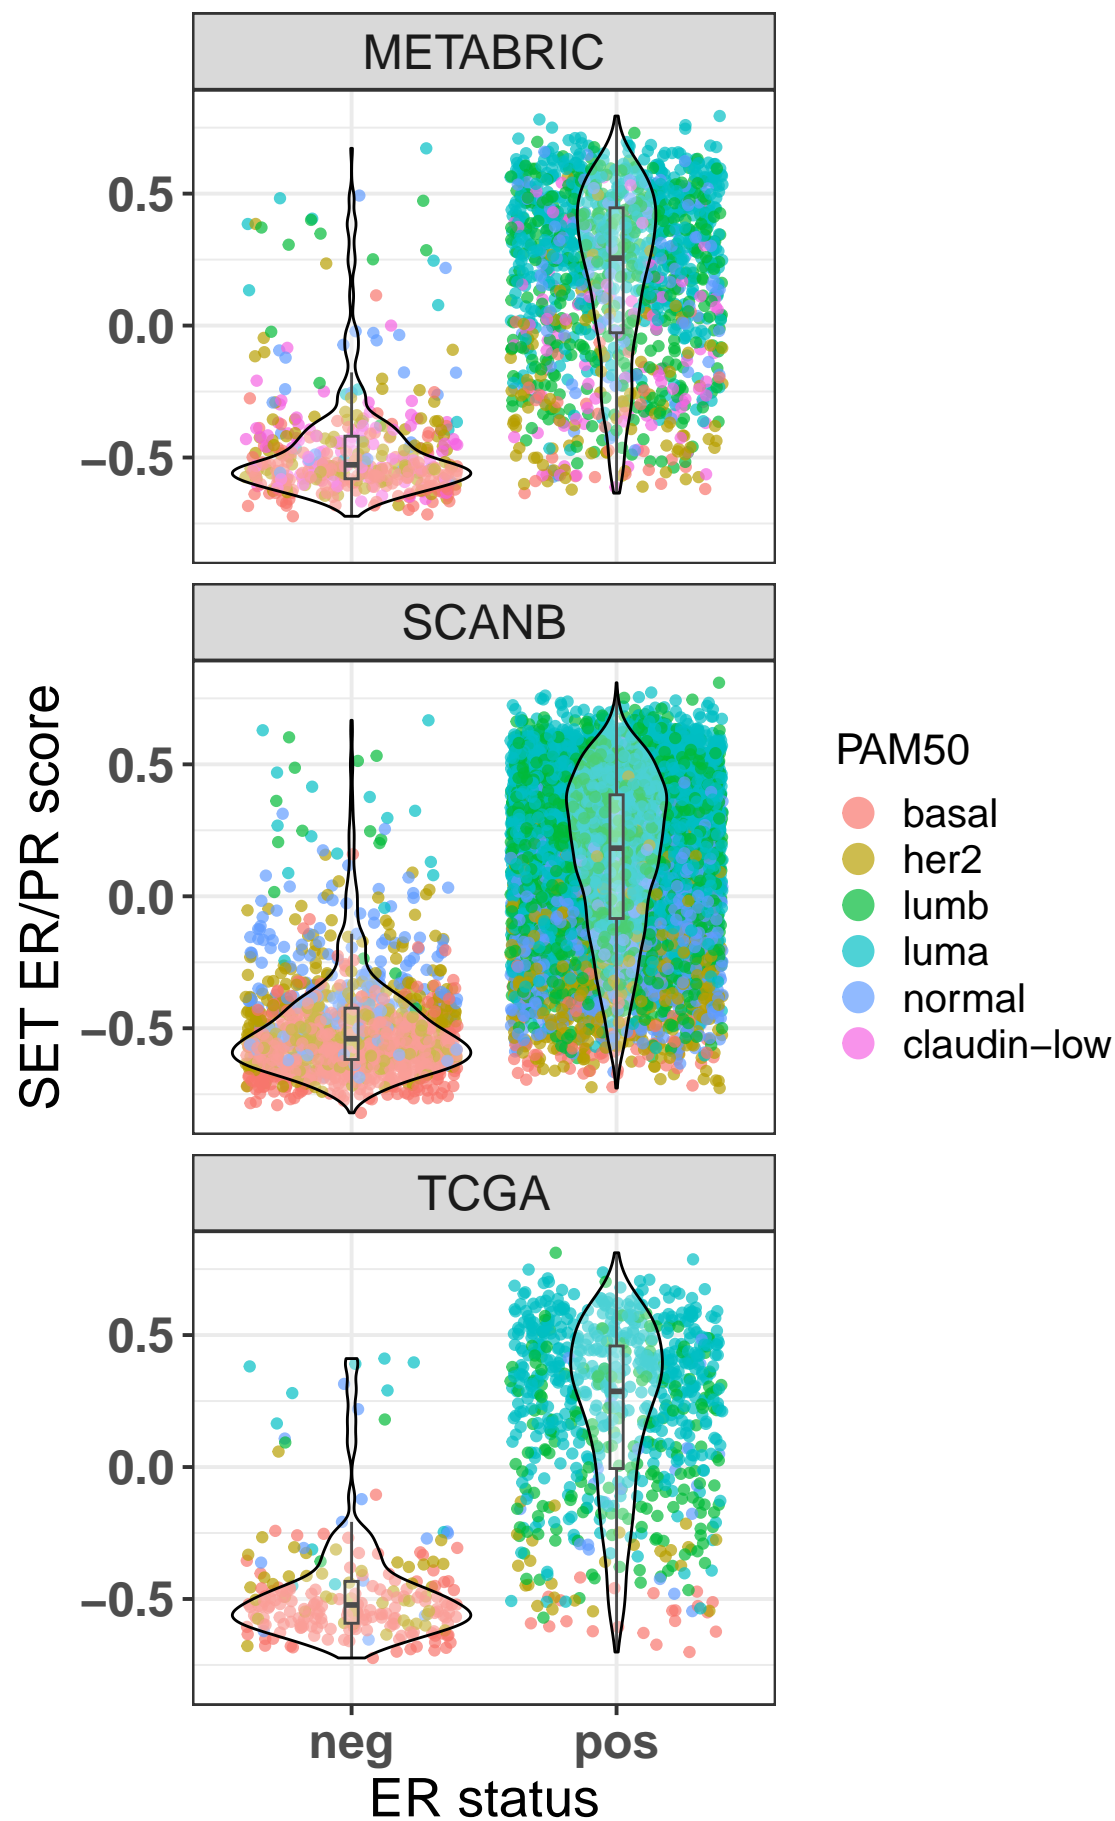 METABRIC
0.5
0.0
−0.5
SCANB
0.5
0.0
−0.5
TCGA
0.5
0.0
−0.5
neg
pos
ER status
SET ER/PR score
PAM50
basal
her2
lumb
luma
normal
claudin−low